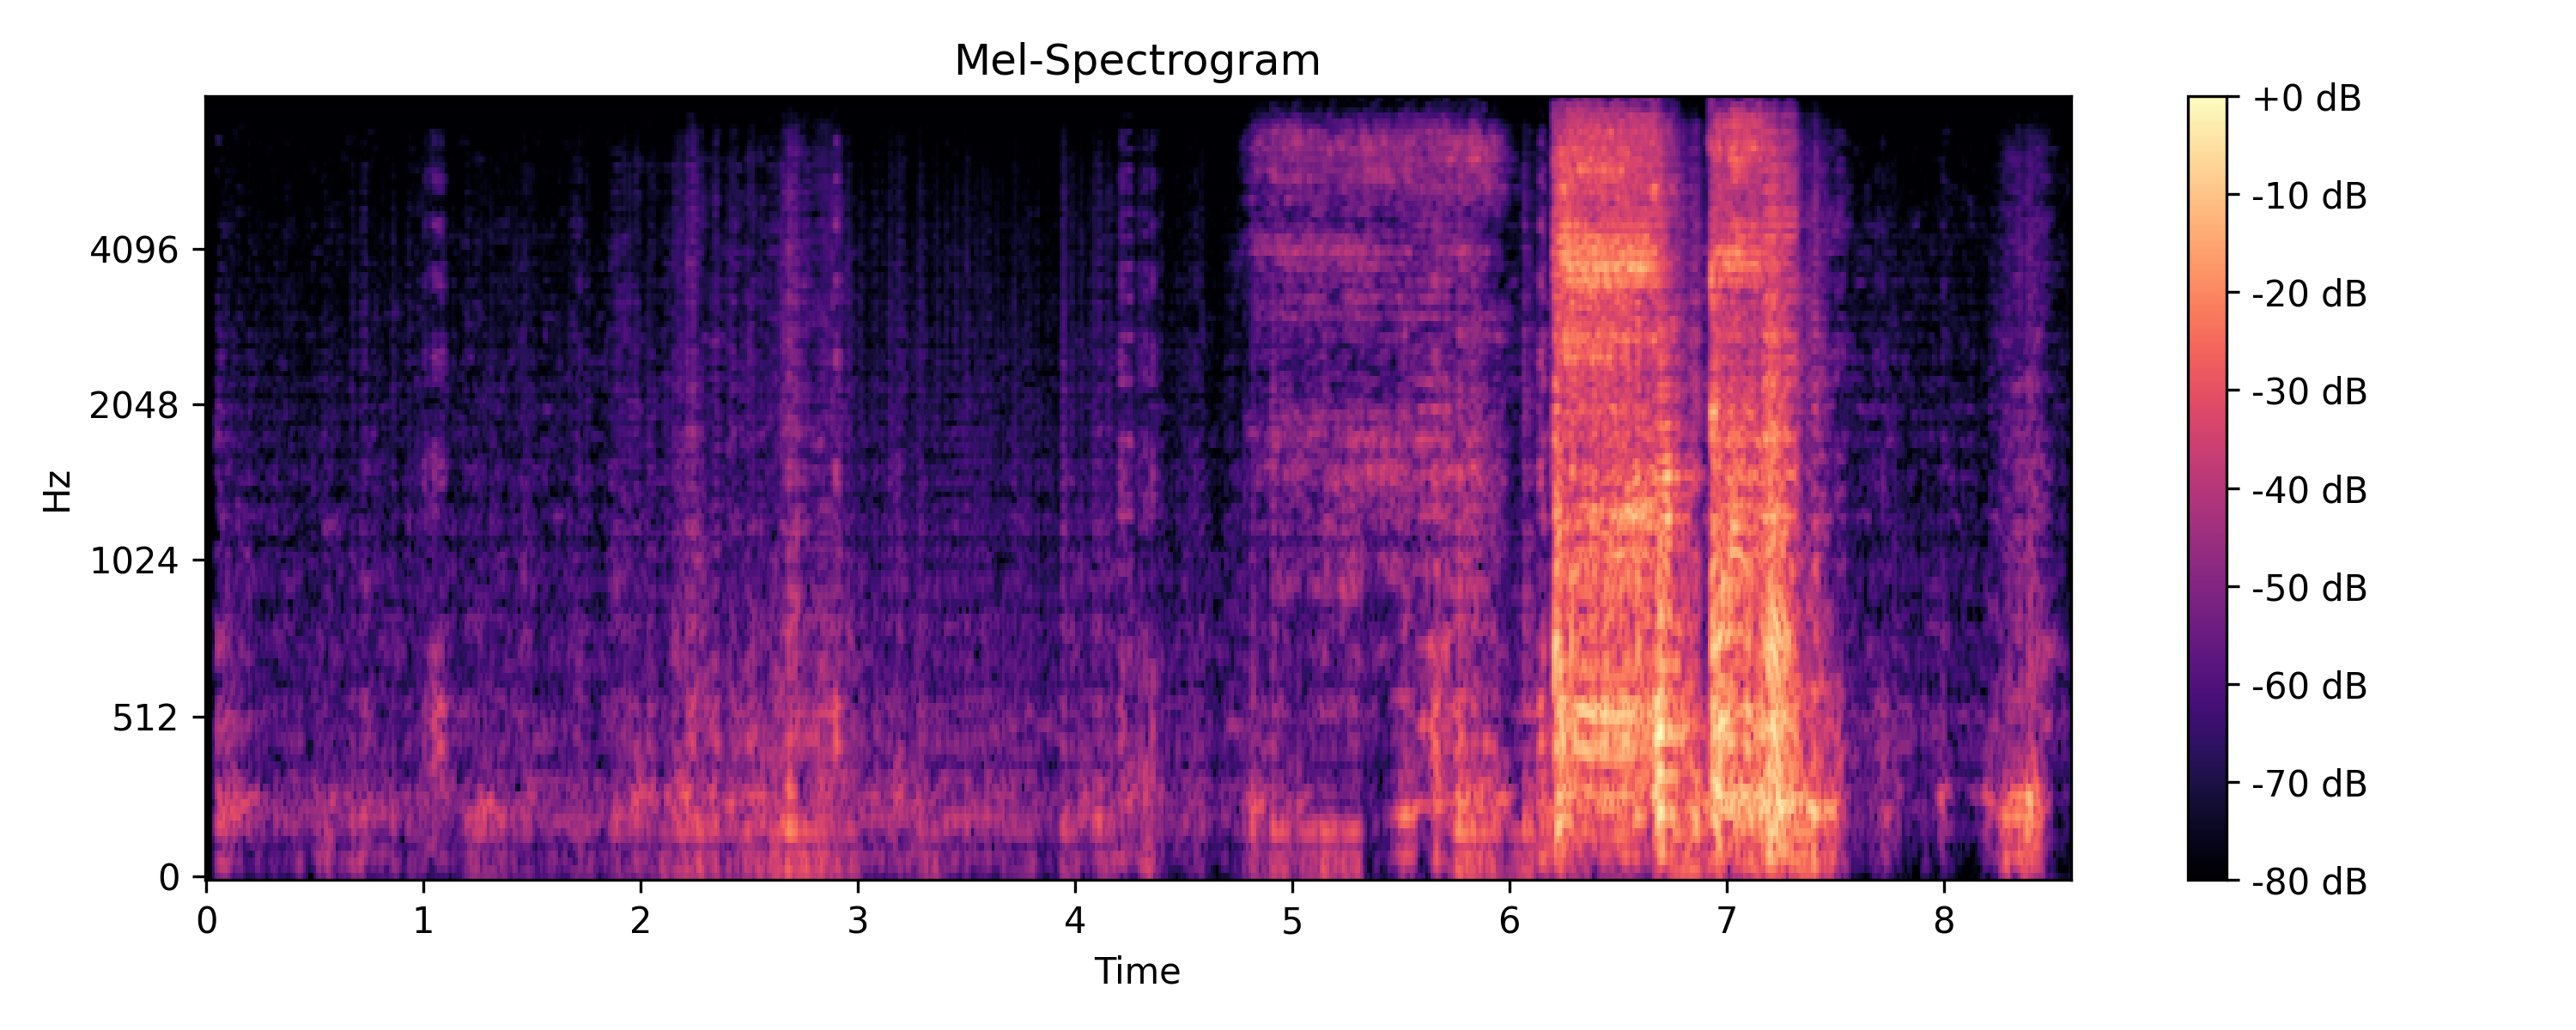 Mel-Spectrogram
Hz
4096
2048
1024
512
0
0 1 2 3 4 5 6 7 8
Time
+0 dB
-10 dB
-20 dB
-30 dB
-40 dB
-50 dB
-60 dB
-70 dB
-80 dB